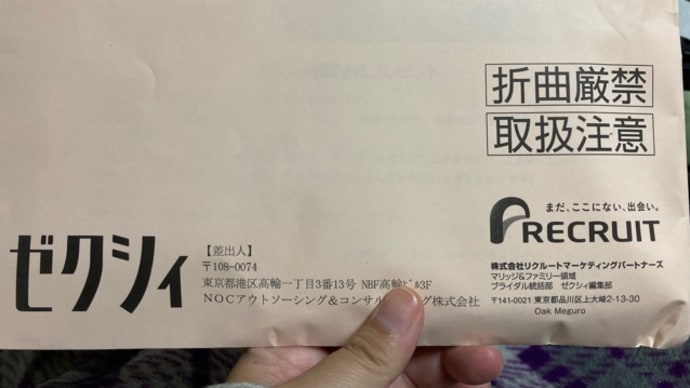 折曲厳禁
取扱注意
まだ、ここにない、出会い。
RECRUIT
株式会社リクルートマーケティングパートナーズ
マリッジ&ファミリー領域
ブライダル統括部 ゼクシィ編集部
〒141-0021 東京都品川区上大崎2-13-30
Oak Meguro
ゼクシィ
【差出人】
〒108-0074
東京都港区高輪一丁目3番13号 NBF高輪ビル3F
NOCアウトソーシング&コンサルング株式会社